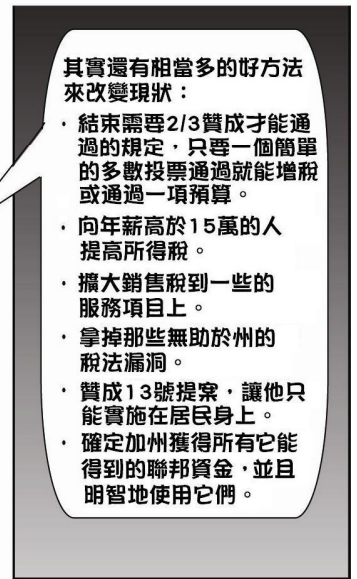 其實還有相當多的好方法
來改變現狀：
· 結束需要2/3贊成才能通
過的規定，只要一個簡單
的多數投票通過就能增稅
或通過一項預算。
· 向年薪高於15萬的人
提高所得稅。
· 擴大銷售稅到一些的
服務項目上。
· 拿掉那些無助於州的
稅法漏洞。
· 贊成13號提案，讓他只
能實施在居民身上。
· 確定加州獲得所有它能
得到的聯邦資金，並且
明智地使用它們。